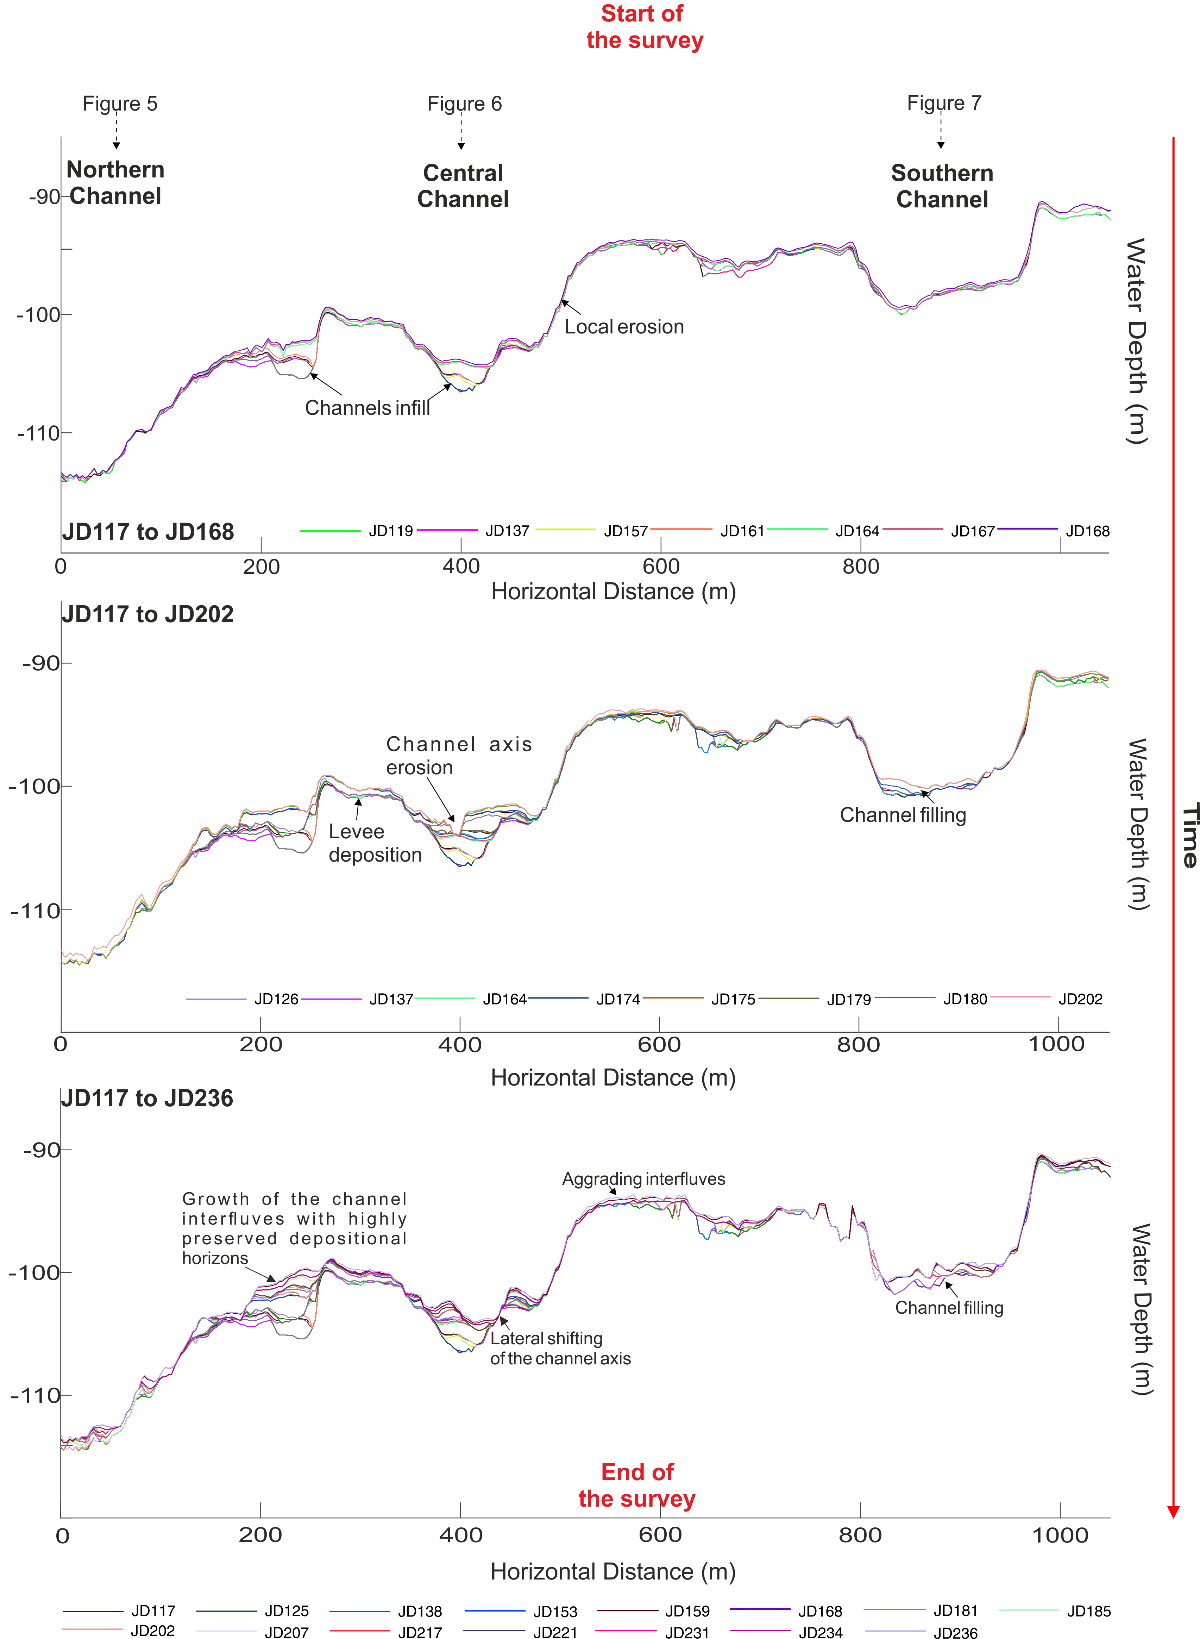 Start of
the survey
Figure 5
Figure 6
Figure 7
Northern
Channel
Central
Channel
Southern
Channel
-90
-100
-110
Local erosion
Channels infill
Water Depth (m)
JD117 to JD168
JD119
JD137
JD157
JD161
JD164
JD167
JD168
0
200
400
600
800
Horizontal Distance (m)
JD117 to JD202
-90
-100
-110
Channel axis
erosion
Levee
deposition
Channel filling
Water Depth (m)
Time
JD126
JD137
JD164
JD174
JD175
JD179
JD180
JD202
0
200
400
600
800
1000
Horizontal Distance (m)
JD117 to JD236
-90
-100
-110
Aggrading interfluves
Growth of the channel
interfluves with highly
preserved depositional
horizons
Channel filling
Lateral shifting
of the channel axis
Water Depth (m)
End of
the survey
0
200
400
600
800
1000
Horizontal Distance (m)
JD117
JD125
JD138
JD153
JD159
JD168
JD181
JD185
JD202
JD207
JD217
JD221
JD231
JD234
JD236